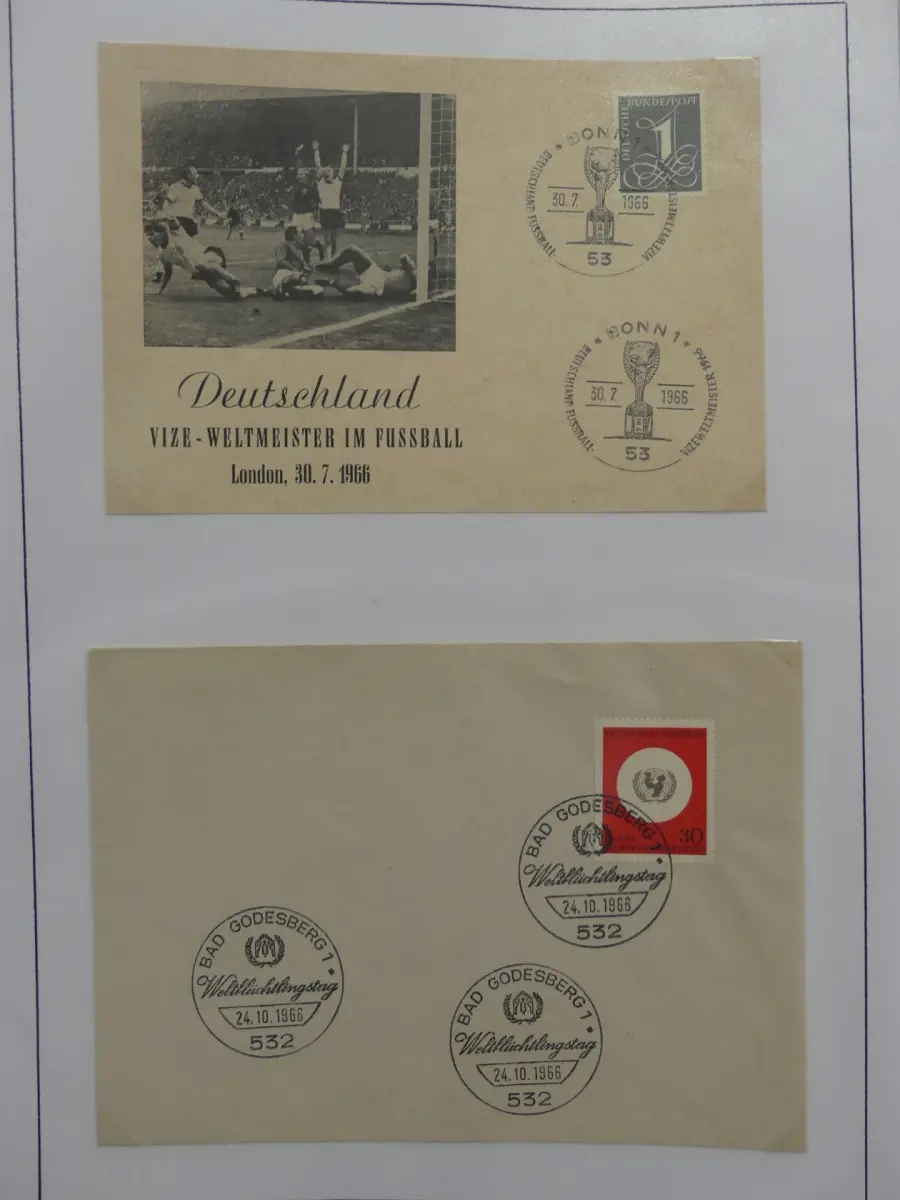 DEUTSCHE BUNDESPOST
1
BONN
DEUTSCHLAND FUSSBALL-
VIZEWELTMEISTER
30.7.
1966
53
BONN 1
DEUTSCHLAND FUSSBALL-
VIZEWELTMEISTER 1966
30.7.
1966
53
Deutschland
VIZE-WELTMEISTER IM FUSSBALL
London, 30. 7. 1966
30
BAD GODESBERG 1
Weltflüchtlingstag
24.10.1966
532
BAD GODESBERG 1
Weltflüchtlingstag
24.10.1966
532
BAD GODESBERG 1
Weltflüchtlingstag
24.10.1966
532